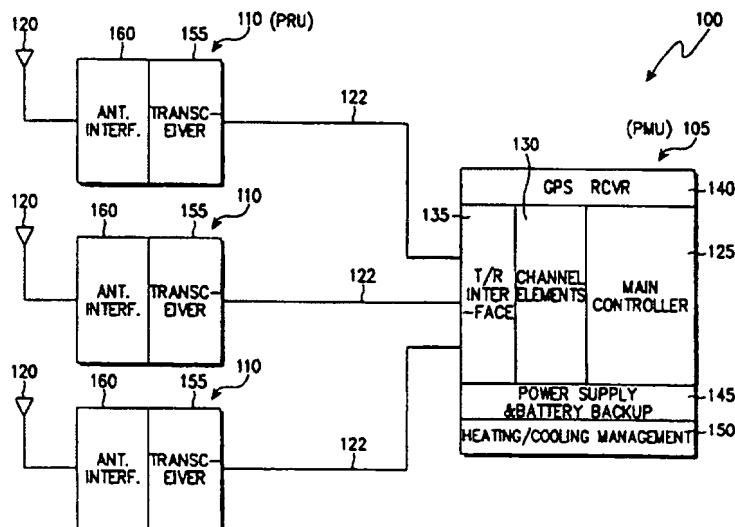 120
160
155
110 (PRU)
100
ANT.
INTERF.
TRANSC-
EIVER
122
(PMU) 105
130
GPS RCVR
140
135
120
160
155
110
125
T/R
INTER
-FACE
CHANNEL
ELEMENTS
MAIN
CONTROLLER
ANT.
INTERF.
TRANSC-
EIVER
122
120
160
155
110
POWER SUPPLY
&BATTERY BACKUP
145
HEATING/COOLING MANAGEMENT
150
ANT.
INTERF.
TRANSC-
EIVER
122